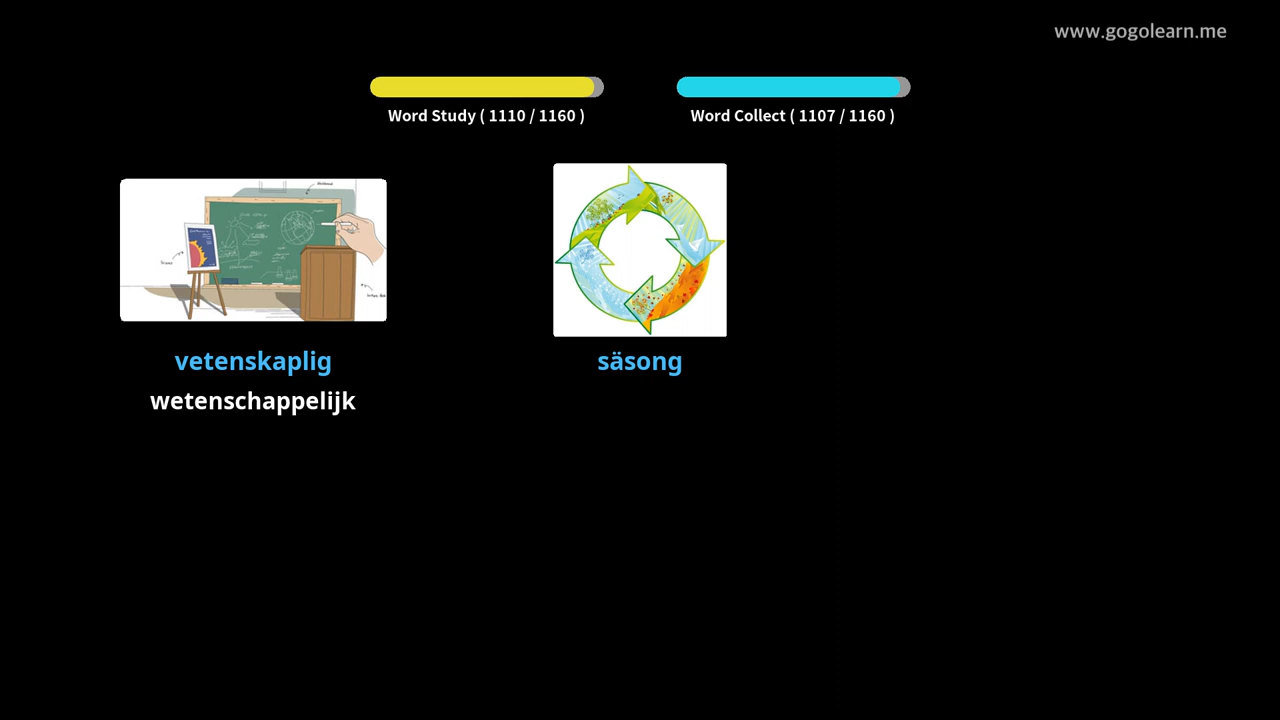 www.gogolearn.me
Word Study ( 1110 / 1160 )
Word Collect ( 1107 / 1160 )
vetenskaplig
wetenschappelijk
säsong